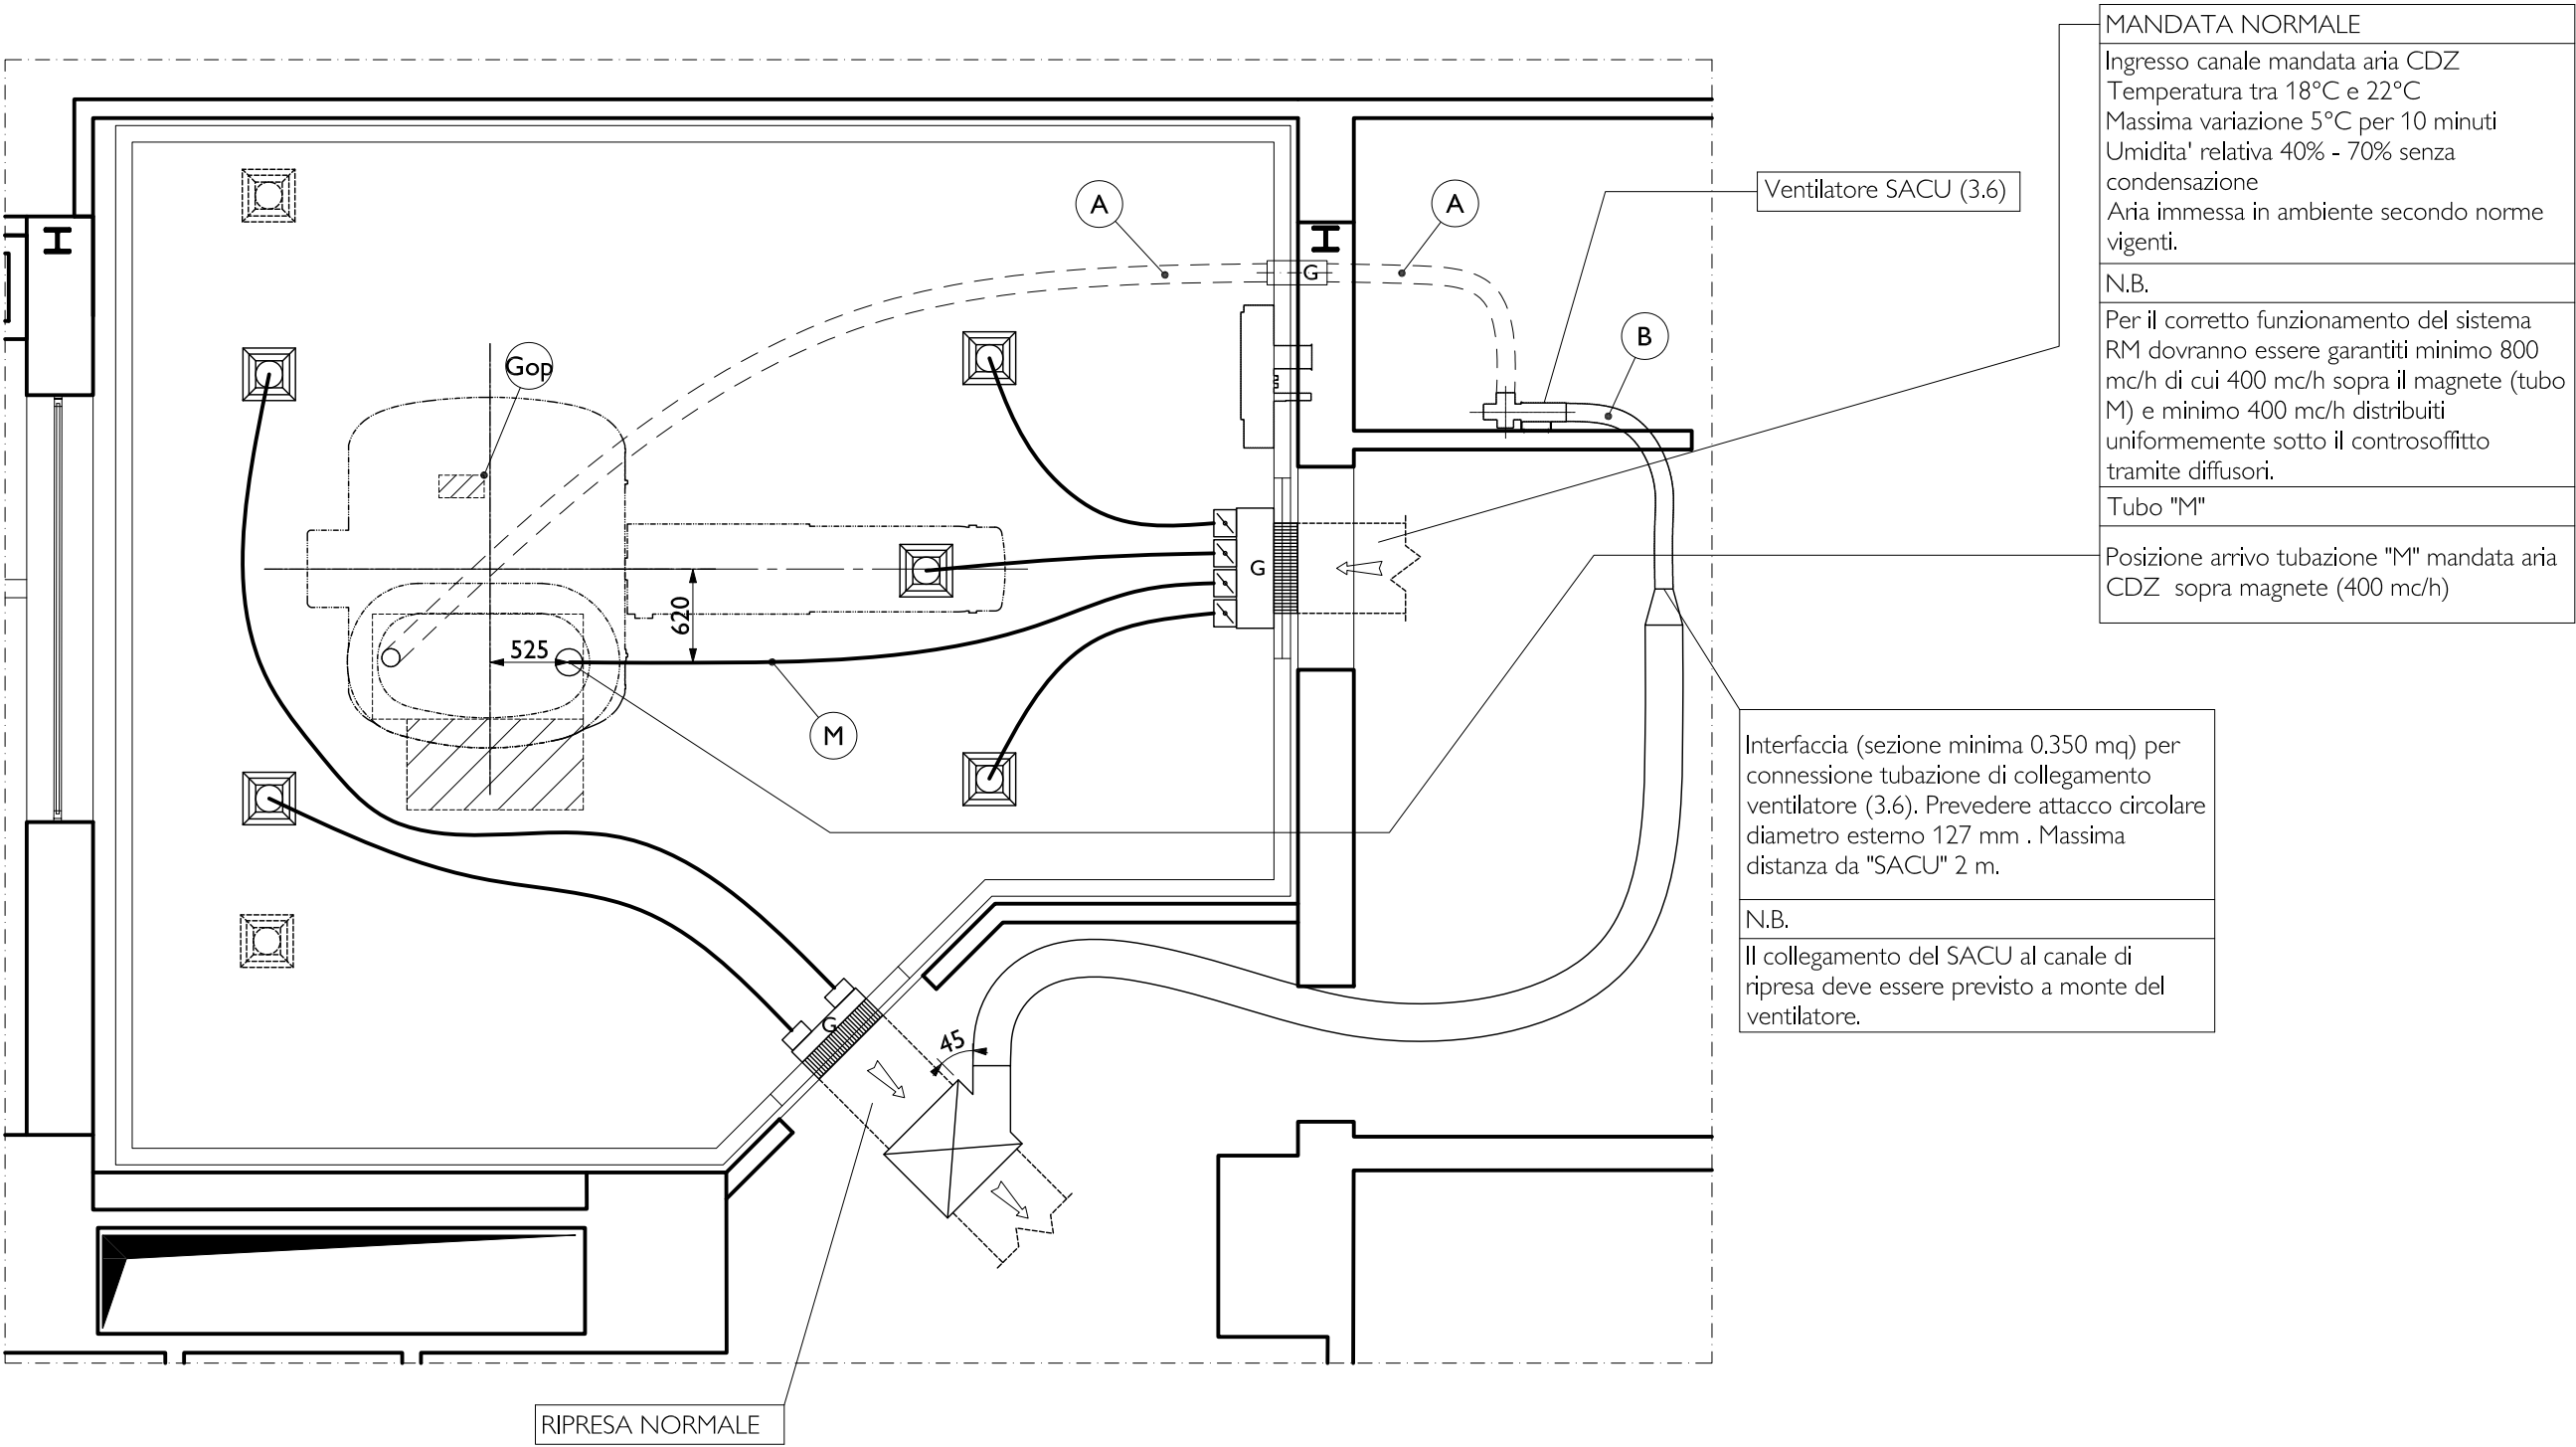 MANDATA NORMALE
Ingresso canale mandata aria CDZ
Temperatura tra 18°C e 22°C
Massima variazione 5°C per 10 minuti
Umidita' relativa 40% - 70% senza
condensazione
Aria immessa in ambiente secondo norme
vigenti.
N.B.
Per il corretto funzionamento del sistema
RM dovranno essere garantiti minimo 800
mc/h di cui 400 mc/h sopra il magnete (tubo
M) e minimo 400 mc/h distribuiti
uniformemente sotto il controsoffitto
tramite diffusori.
Tubo "M"
Posizione arrivo tubazione "M" mandata aria
CDZ sopra magnete (400 mc/h)
Ventilatore SACU (3.6)
A
A
H
H
G
B
Gop
G
620
525
M
Interfaccia (sezione minima 0.350 mq) per
connessione tubazione di collegamento
ventilatore (3.6). Prevedere attacco circolare
diametro esterno 127 mm . Massima
distanza da "SACU" 2 m.
N.B.
Il collegamento del SACU al canale di
ripresa deve essere previsto a monte del
ventilatore.
G
45
RIPRESA NORMALE